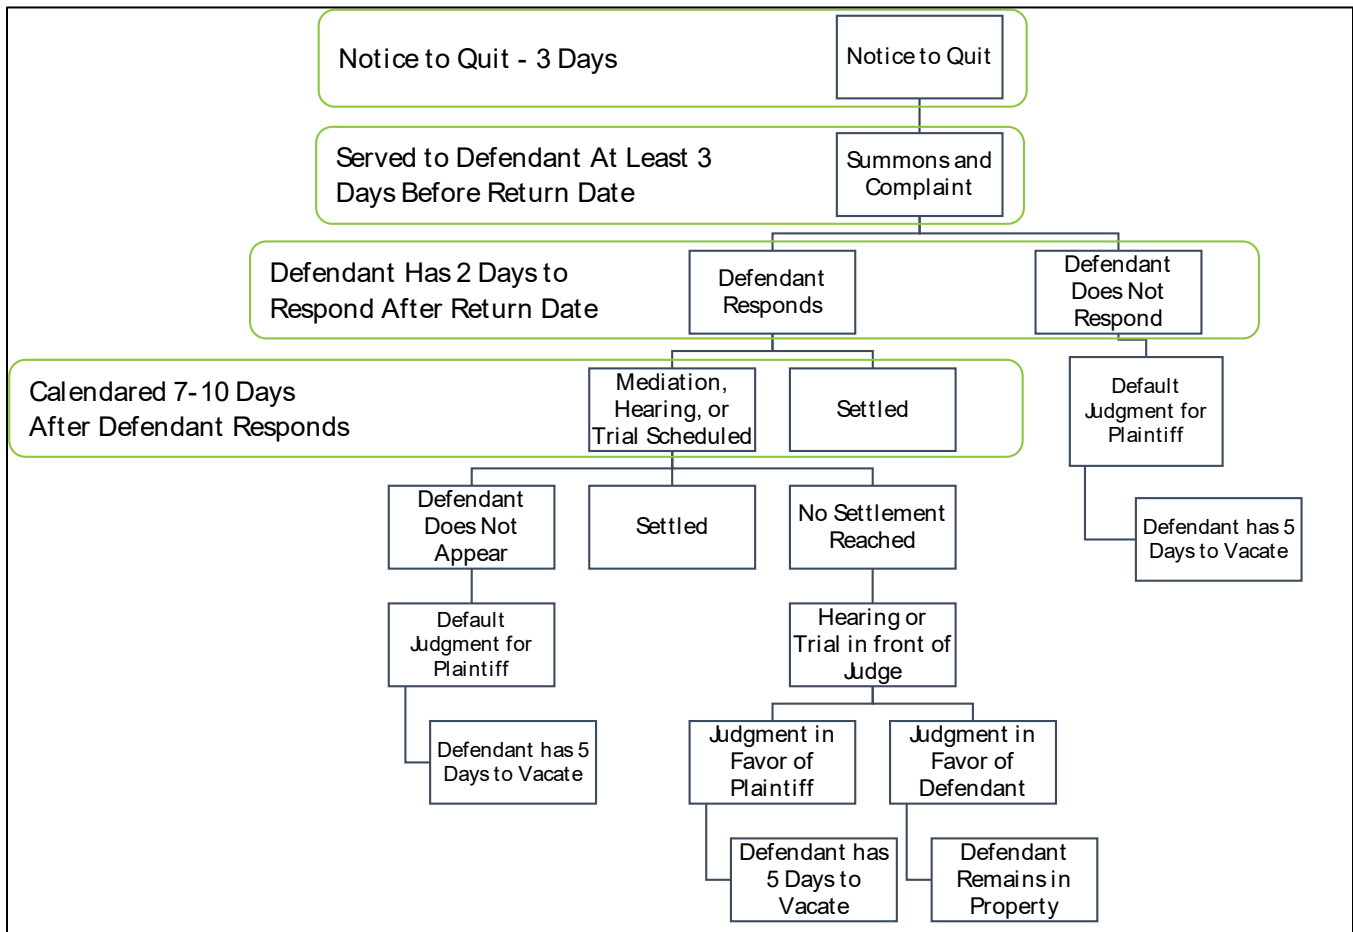 Notice to Quit - 3 Days
Notice to Quit
Served to Defendant At Least 3
Days Before Return Date
Summons and
Complaint
Defendant Has 2 Days to
Respond After Return Date
Defendant
Responds
Defendant
Does Not
Respond
Calendared 7-10 Days
After Defendant Responds
Mediation,
Hearing, or
Trial Scheduled
Settled
Default
Judgment for
Plaintiff
Defendant
Does Not
Appear
Settled
No Settlement
Reached
Defendant has 5
Days to Vacate
Default
Judgment for
Plaintiff
Hearing or
Trial in front of
Judge
Defendant has 5
Days to Vacate
Judgment in
Favor of
Plaintiff
Judgment in
Favor of
Defendant
Defendant has
5 Days to
Vacate
Defendant
Remains in
Property